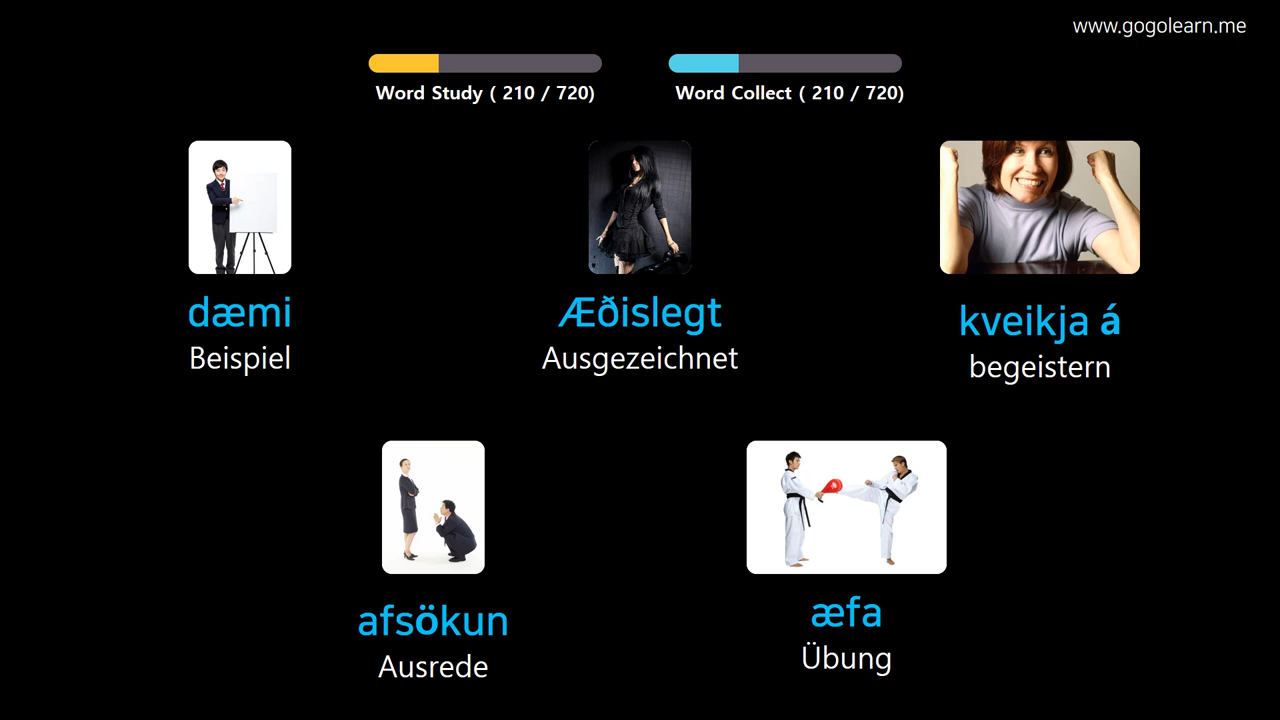 www.gogolearn.me
Word Study ( 210 / 720)
Word Collect ( 210 / 720)
dæmi
Beispiel
Æðislegt
Ausgezeichnet
kveikja á
begeistern
afsökun
Ausrede
æfa
Übung